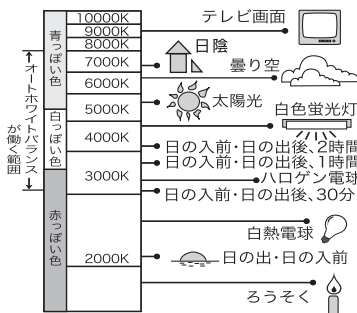 10000K
9000K
8000K
7000K
6000K
5000K
4000K
3000K
2000K
青っぽい色
白っぽい色
赤っぽい色
オートホワイトバランス
が働く範囲
テレビ画面
日陰
曇り空
太陽光
白色蛍光灯
日の入前・日の出後、2時間
日の入前・日の出後、1時間
ハロゲン電球
日の入前・日の出後、30分
白熱電球
日の出・日の入前
ろうそく